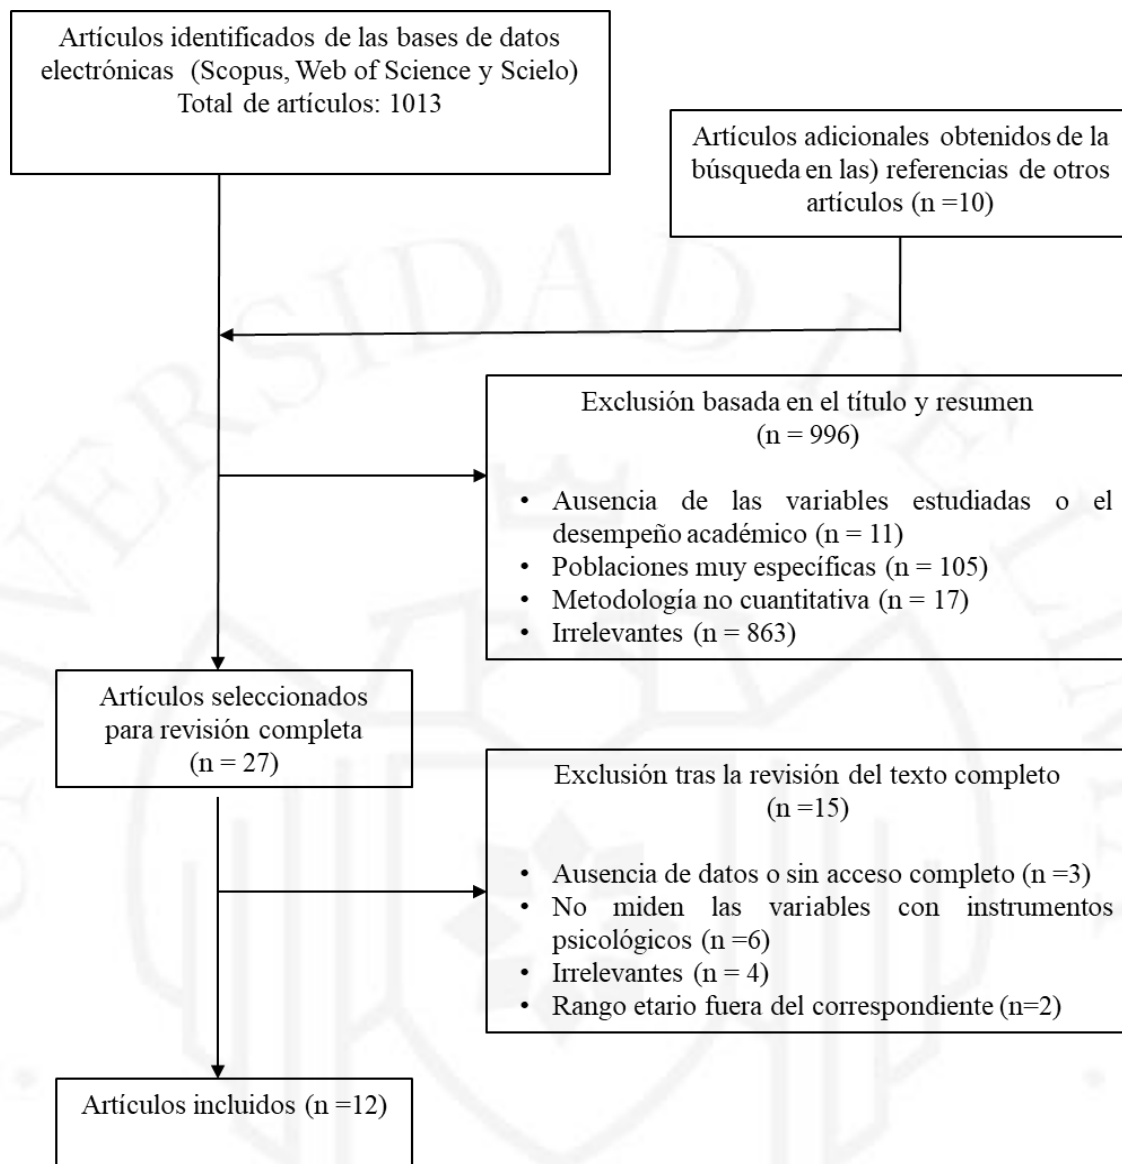 Artículos identificados de las bases de datos
electrónicas (Scopus, Web of Science y Scielo)
Total de artículos: 1013
Artículos adicionales obtenidos de la
búsqueda en las) referencias de otros
artículos (n =10)
Exclusión basada en el título y resumen
(n = 996)
• Ausencia de las variables estudiadas o el
desempeño académico (n = 11)
• Poblaciones muy específicas (n = 105)
• Metodología no cuantitativa (n = 17)
• Irrelevantes (n = 863)
Artículos seleccionados
para revisión completa
(n = 27)
Exclusión tras la revisión del texto completo
(n =15)
• Ausencia de datos o sin acceso completo (n =3)
• No miden las variables con instrumentos
psicológicos (n =6)
• Irrelevantes (n = 4)
• Rango etario fuera del correspondiente (n=2)
Artículos incluidos (n =12)
UNIVERSIDAD DE LIMA